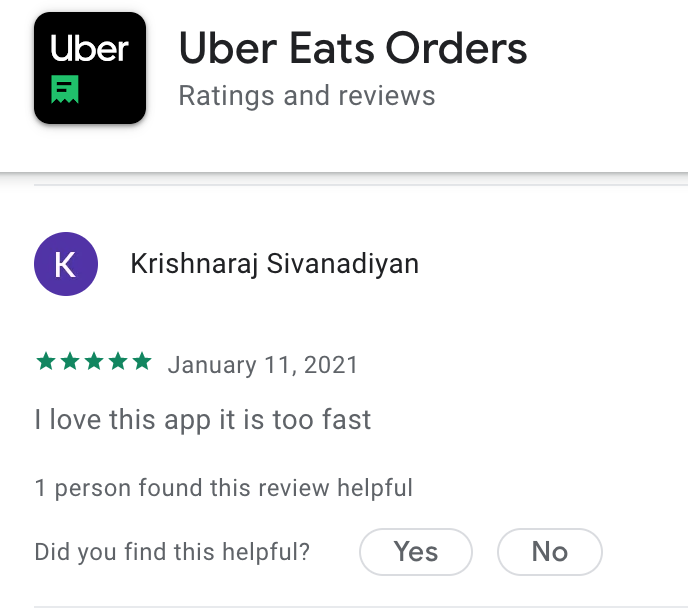 Uber
Uber Eats Orders
Ratings and reviews
K
Krishnaraj Sivanadiyan
January 11, 2021
I love this app it is too fast
1 person found this review helpful
Did you find this helpful? Yes No